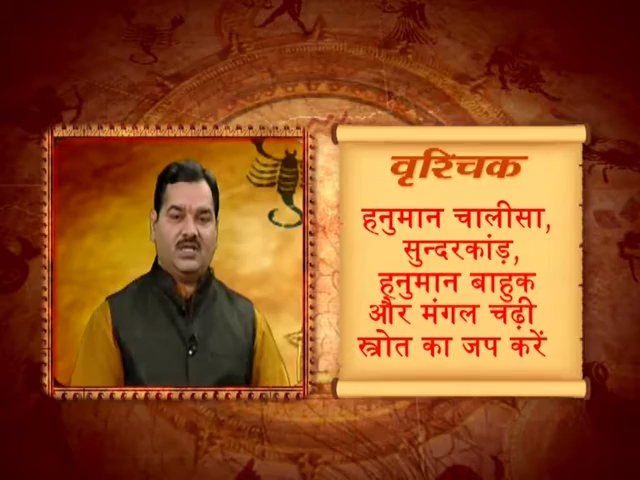 वृश्चिक
हनुमान चालीसा,
सुन्दरकांड़,
हनुमान बाहुक
और मंगल चढ़ी
स्त्रोत का जप करें